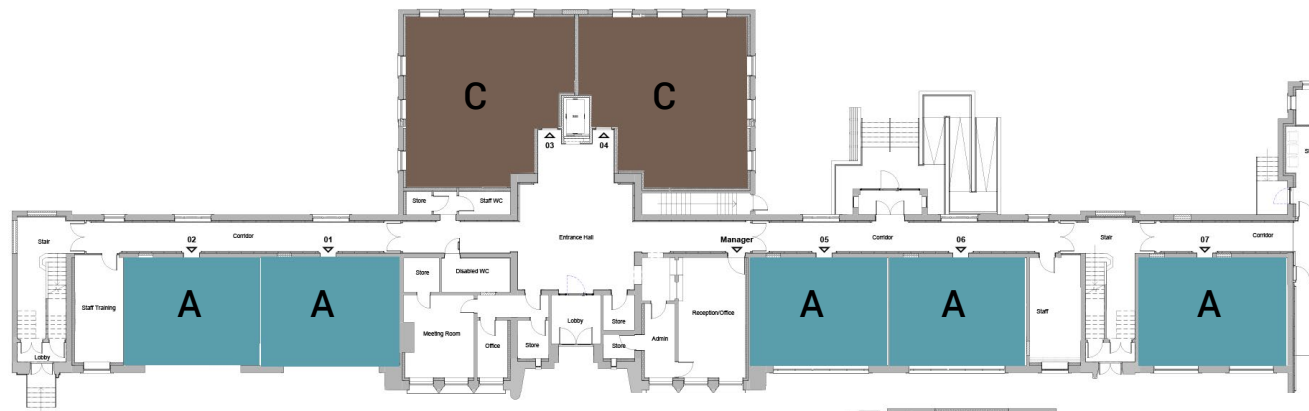 C
C
03
04
Store
Staff WC
Stair
02
Corridor
01
Entrance Hall
Manager
05
Corridor
06
Stair
07
Corridor
Store
Disabled WC
Staff Training
A
A
Meeting Room
Office
Store
Lobby
Store
Store
Admin
Reception/Office
A
A
Staff
A
Lobby